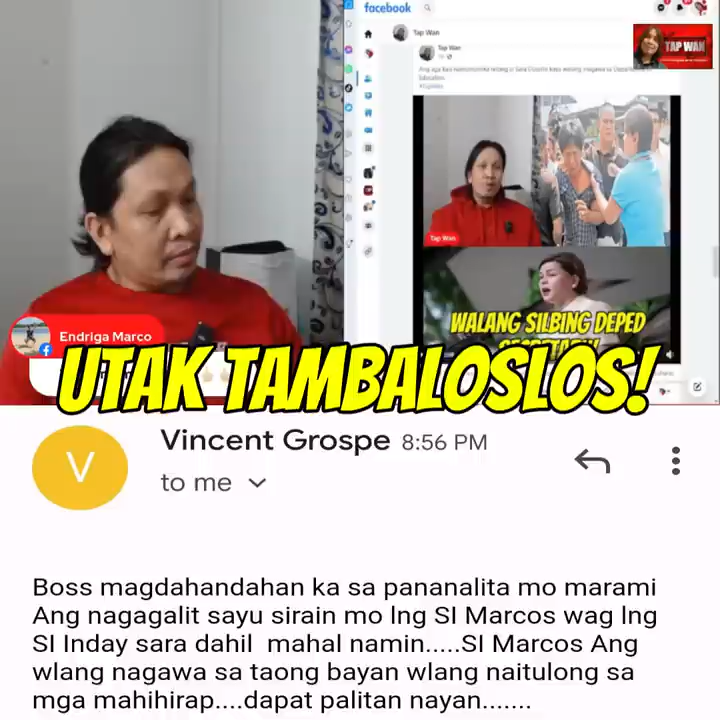 facebook
Tap Wan
Tap Wan
TAP WAN
Tap Wan
WALANG SILBING DEPED
Endriga Marco
UTAK TAMBALOSLOS!
V
Vincent Grospe 8:56 PM
to me
Boss magdahandahan ka sa pananalita mo marami
Ang nagagalit sayu sirain mo lng SI Marcos wag lng
SI Inday sara dahil mahal namin.....SI Marcos Ang
wlang nagawa sa taong bayan wlang naitulong sa
mga mahihirap....dapat palitan nayan.......